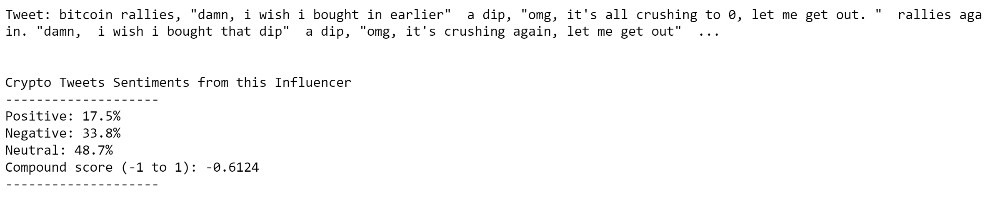 Tweet: bitcoin rallies, "damn, i wish i bought in earlier"  a dip, "omg, it's all crushing to 0, let me get out. "  rallies aga
in. "damn,  i wish i bought that dip"  a dip, "omg, it's crushing again, let me get out"  ...
Crypto Tweets Sentiments from this Influencer
--------------------
Positive: 17.5%
Negative: 33.8%
Neutral: 48.7%
Compound score (-1 to 1): -0.6124
--------------------